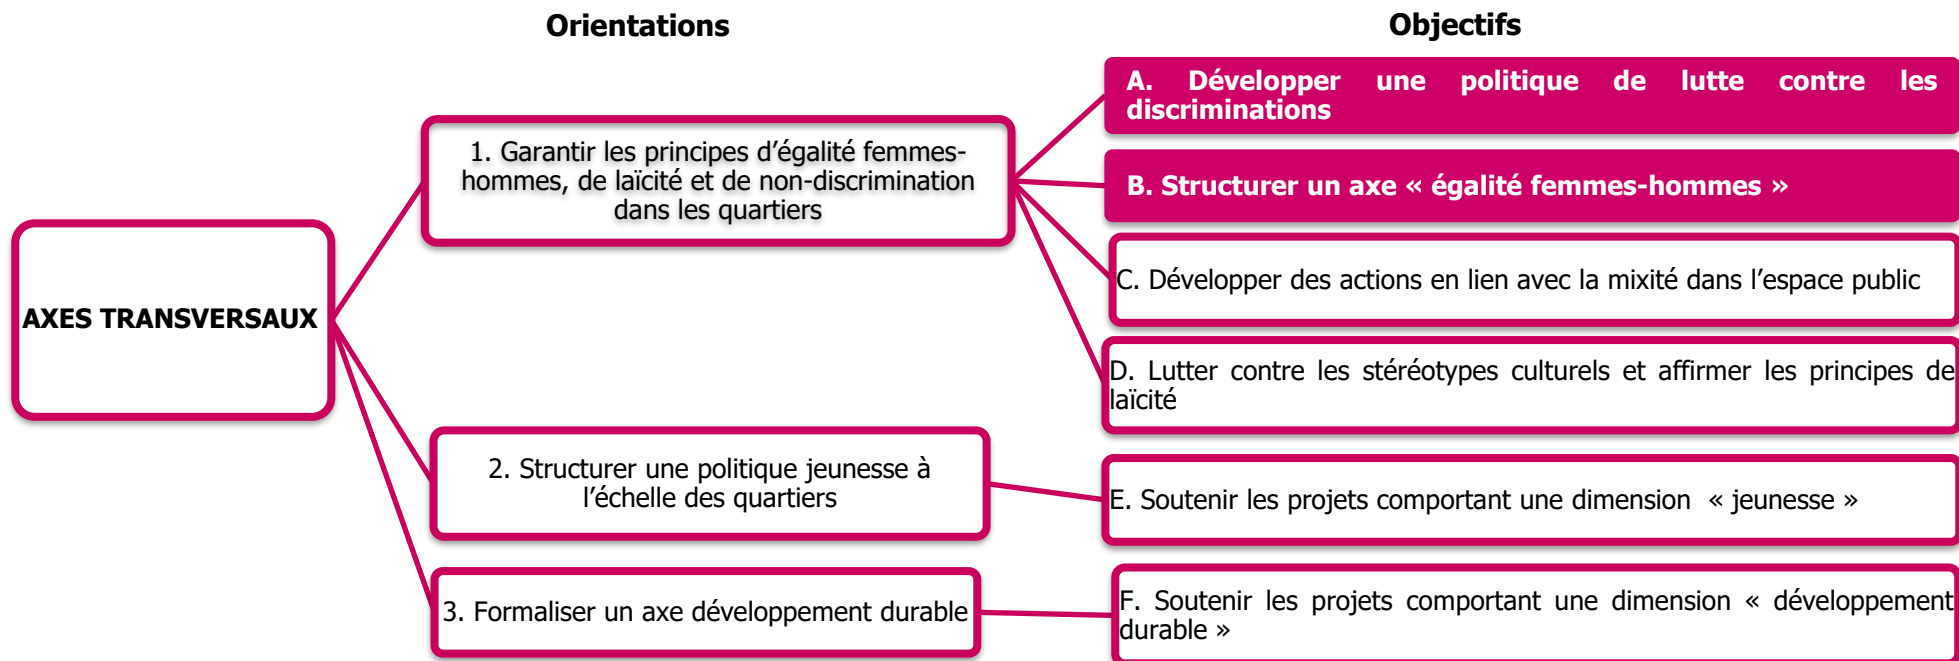 Orientations
Objectifs
AXES TRANSVERSAUX
1. Garantir les principes d’égalité femmes-
hommes, de laïcité et de non-discrimination
dans les quartiers
A. Développer une politique de lutte contre les
discriminations
B. Structurer un axe « égalité femmes-hommes »
C. Développer des actions en lien avec la mixité dans l’espace public
D. Lutter contre les stéréotypes culturels et affirmer les principes de
laïcité
2. Structurer une politique jeunesse à
l’échelle des quartiers
E. Soutenir les projets comportant une dimension « jeunesse »
3. Formaliser un axe développement durable
F. Soutenir les projets comportant une dimension « développement
durable »